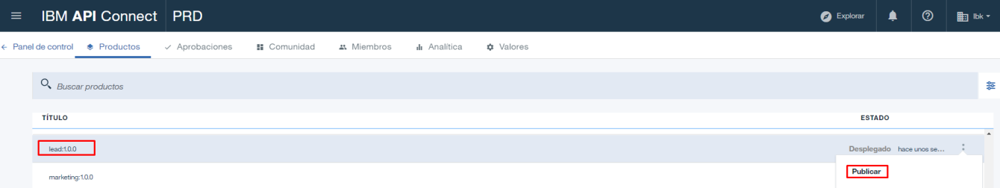 IBM API Connect PRD Explorar Ibk
Panel de control Productos Aprobaciones Comunidad Miembros Analítica Valores
Buscar productos
TÍTULO ESTADO
lead:1.0.0 Desplegado hace unos se...
Publicar
marketing:1.0.0